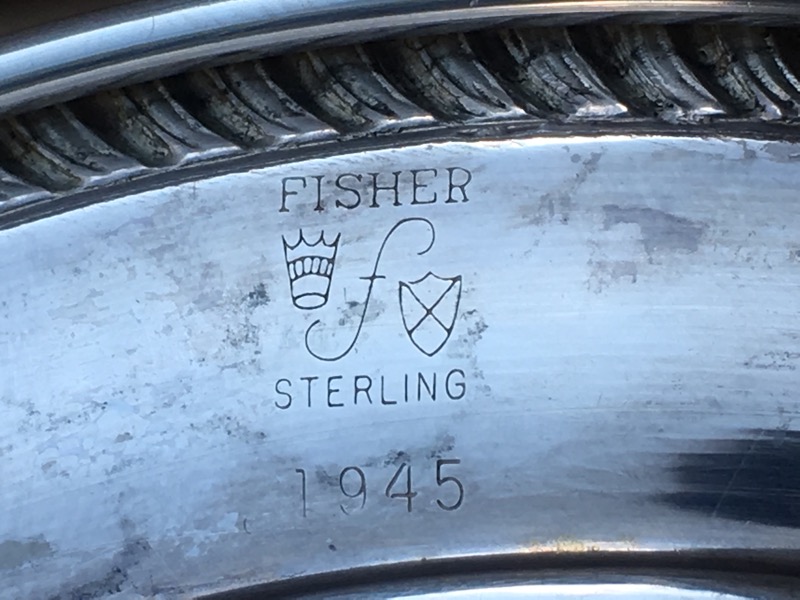 FISHER
f
STERLING
1945